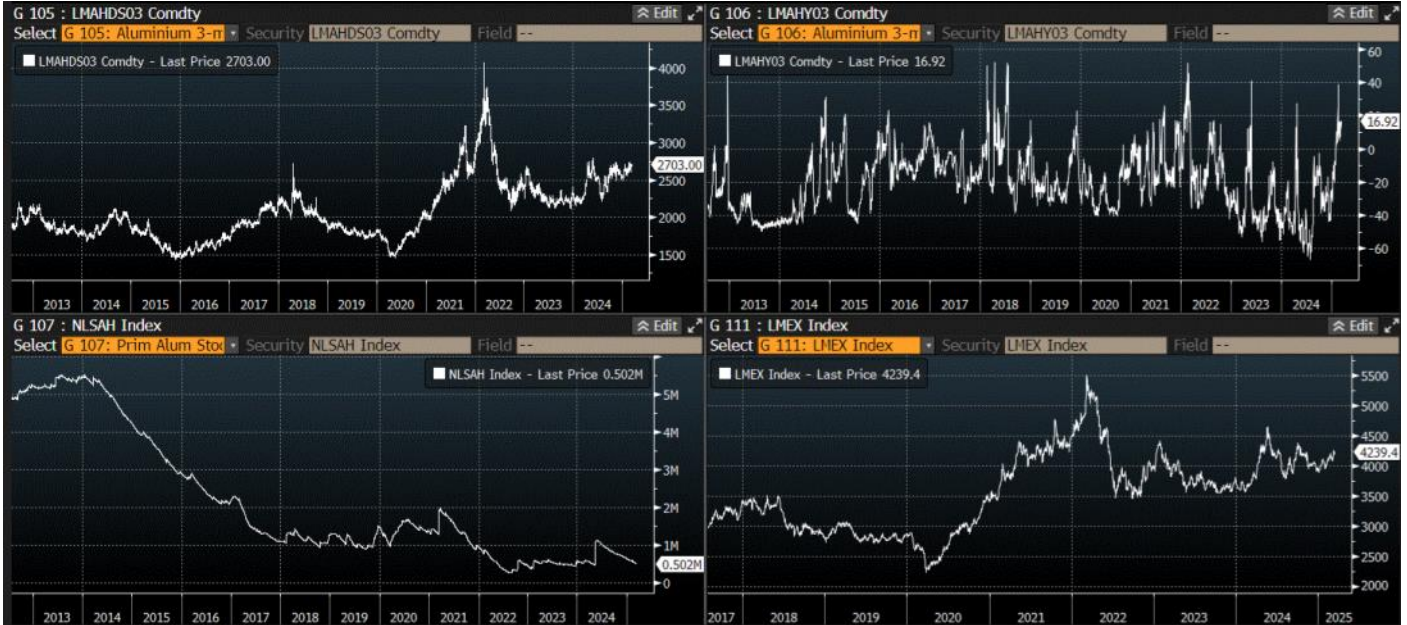 G 105 : LMAHDS03 Comdty
Edit
Select G 105: Aluminium 3-m Security LMAHDS03 Comdty Field --
LMAHDS03 Comdty - Last Price 2703.00
4000
3500
3000
2703.00
2500
2000
1500
2013 2014 2015 2016 2017 2018 2019 2020 2021 2022 2023 2024
G 106 : LMAHY03 Comdty
Edit
Select G 106: Aluminium 3-m Security LMAHY03 Comdty Field --
LMAHY03 Comdty - Last Price 16.92
60
40
16.92
0
-20
-40
-60
2013 2014 2015 2016 2017 2018 2019 2020 2021 2022 2023 2024
G 107 : NLSAH Index
Edit
Select G 107: Prim Alum Stoc Security NLSAH Index Field --
NLSAH Index - Last Price 0.502M
5M
4M
3M
2M
1M
0.502M
0
2013 2014 2015 2016 2017 2018 2019 2020 2021 2022 2023 2024
G 111 : LMEX Index
Edit
Select G 111: LMEX Index Security LMEX Index Field --
LMEX Index - Last Price 4239.4
5500
5000
4500
4239.4
4000
3500
3000
2500
2000
2017 2018 2019 2020 2021 2022 2023 2024 2025